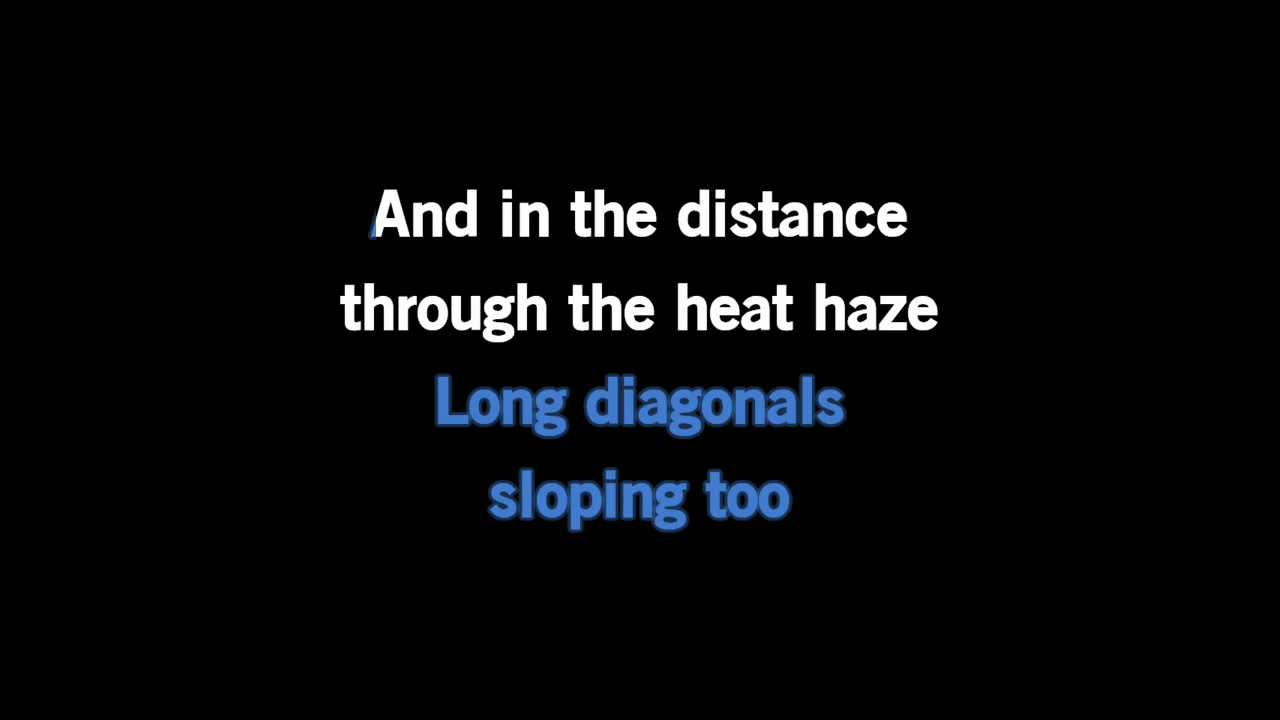 And in the distance
through the heat haze
Long diagonals
sloping too